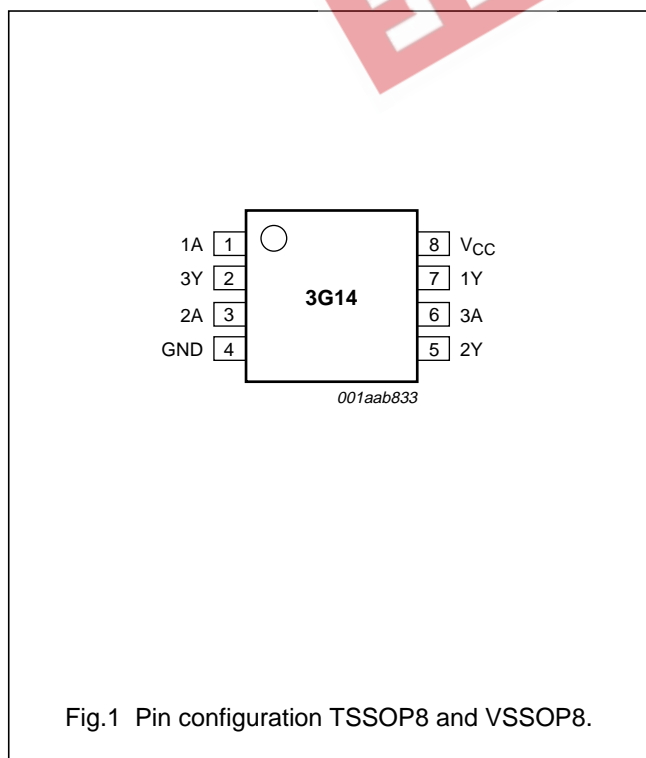 1A 1 8 VCC
3Y 2 7 1Y
3G14
2A 3 6 3A
GND 4 5 2Y
001aab833
Fig.1 Pin configuration TSSOP8 and VSSOP8.